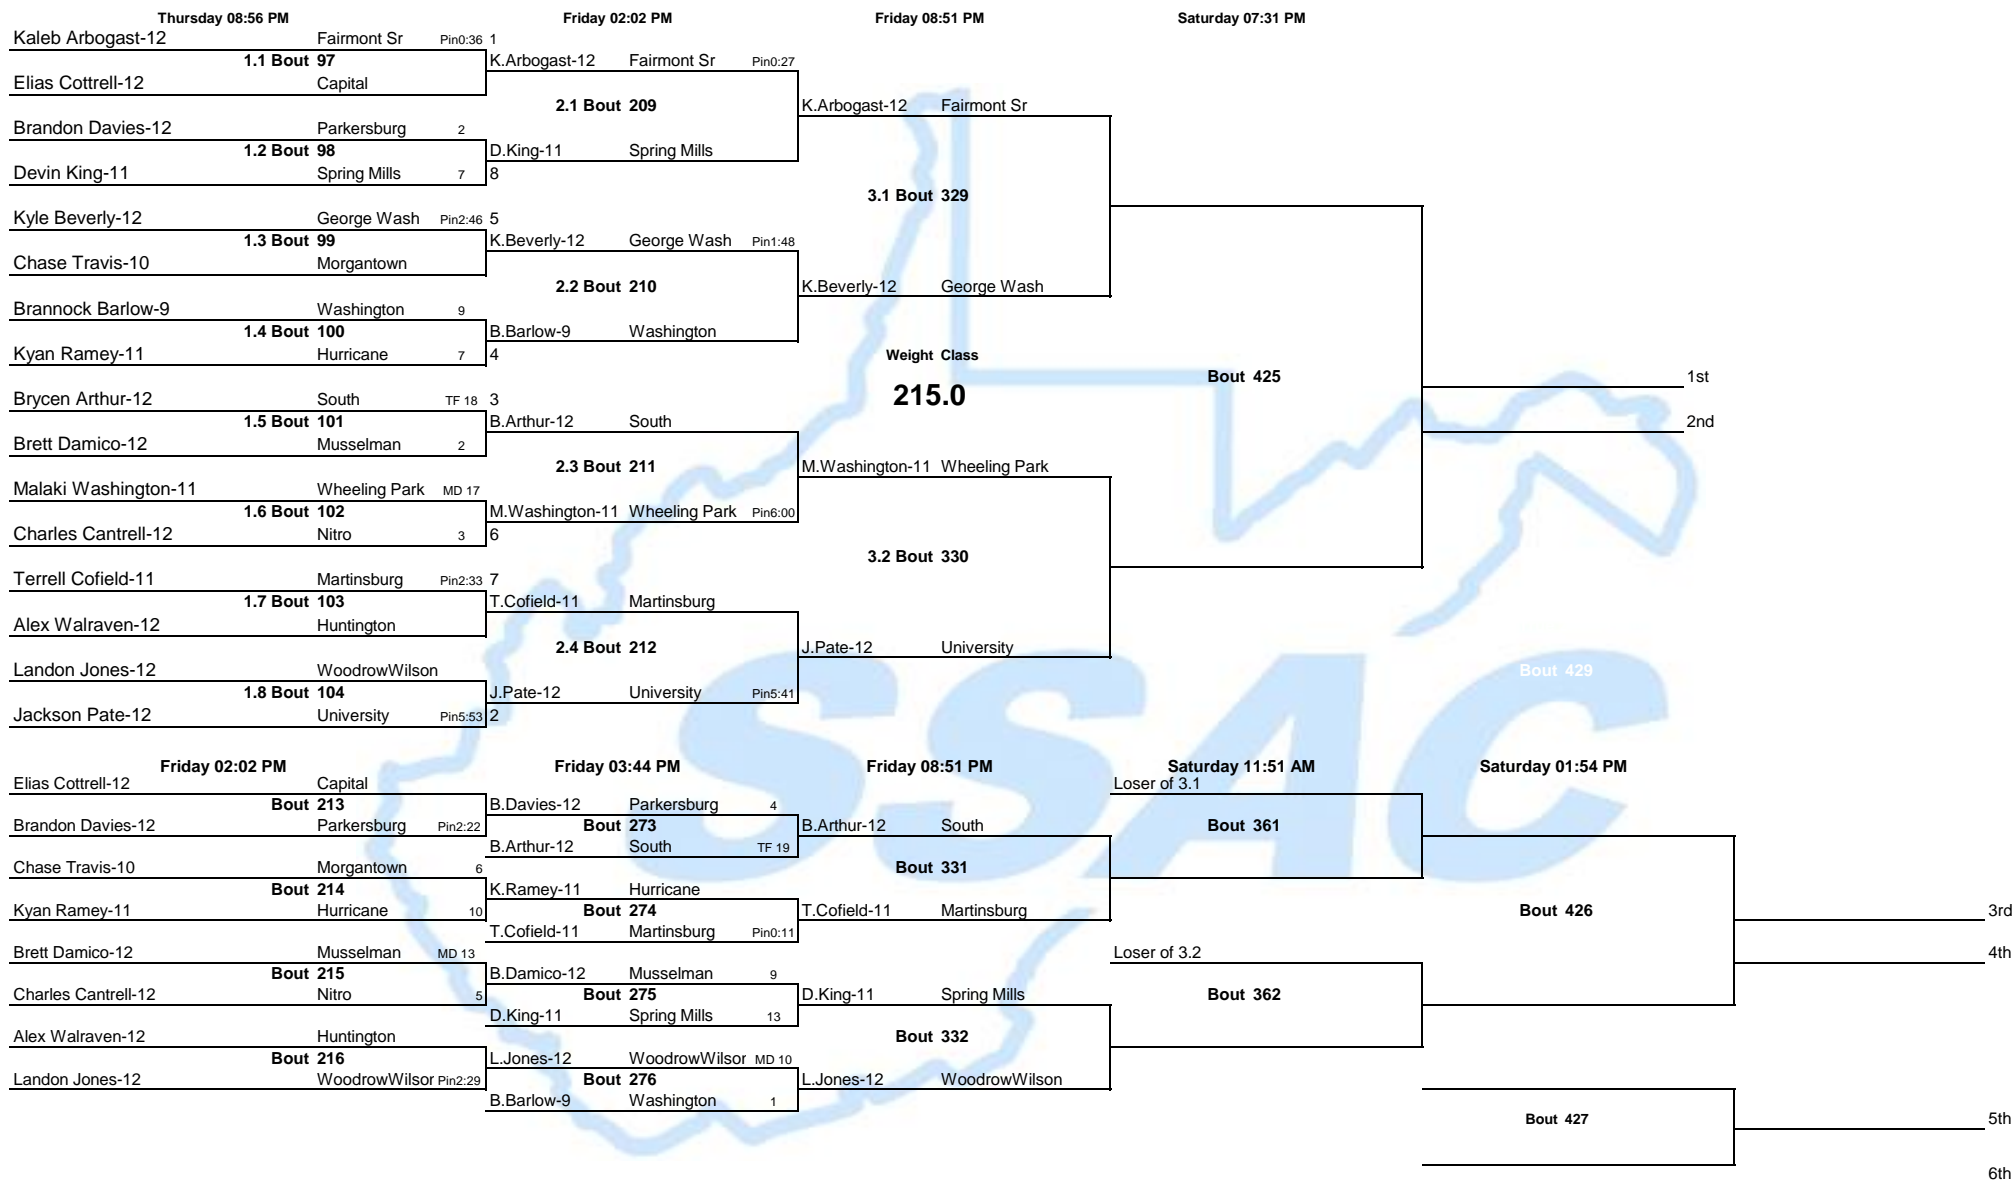 Thursday 08:56 PM Friday 02:02 PM Friday 08:51 PM Saturday 07:31 PM
Kaleb Arbogast-12 Fairmont Sr Pin0:36 1
1.1 Bout 97 K.Arbogast-12 Fairmont Sr Pin0:27
Elias Cottrell-12 Capital
2.1 Bout 209 K.Arbogast-12 Fairmont Sr
Brandon Davies-12 Parkersburg 2
1.2 Bout 98 D.King-11 Spring Mills
Devin King-11 Spring Mills 7 8
3.1 Bout 329
Kyle Beverly-12 George Wash Pin2:46 5
1.3 Bout 99 K.Beverly-12 George Wash Pin1:48
Chase Travis-10 Morgantown
2.2 Bout 210 K.Beverly-12 George Wash
Brannock Barlow-9 Washington 9
1.4 Bout 100 B.Barlow-9 Washington
Kyan Ramey-11 Hurricane 7 4 Weight Class
Bout 425 1st
Brycen Arthur-12 South TF 18 3 215.0
1.5 Bout 101 B.Arthur-12 South 2nd
Brett Damico-12 Musselman 2
2.3 Bout 211 M.Washington-11 Wheeling Park
Malaki Washington-11 Wheeling Park MD 17
1.6 Bout 102 M.Washington-11 Wheeling Park Pin6:00
Charles Cantrell-12 Nitro 3 6
3.2 Bout 330
Terrell Cofield-11 Martinsburg Pin2:33 7
1.7 Bout 103 T.Cofield-11 Martinsburg
Alex Walraven-12 Huntington
2.4 Bout 212 J.Pate-12 University
Landon Jones-12 WoodrowWilson Bout 429
1.8 Bout 104 J.Pate-12 University Pin5:41
Jackson Pate-12 University Pin5:53 2
SSAC
Friday 02:02 PM Friday 03:44 PM Friday 08:51 PM Saturday 11:51 AM Saturday 01:54 PM
Elias Cottrell-12 Capital Loser of 3.1
Bout 213 B.Davies-12 Parkersburg 4
Brandon Davies-12 Parkersburg Pin2:22 Bout 273 B.Arthur-12 South Bout 361
B.Arthur-12 South TF 19
Chase Travis-10 Morgantown 6 Bout 331
Bout 214 K.Ramey-11 Hurricane
Kyan Ramey-11 Hurricane 10 Bout 274 T.Cofield-11 Martinsburg Bout 426 3rd
T.Cofield-11 Martinsburg Pin0:11
Brett Damico-12 Musselman MD 13 Loser of 3.2 4th
Bout 215 B.Damico-12 Musselman 9
Charles Cantrell-12 Nitro 5 Bout 275 D.King-11 Spring Mills Bout 362
D.King-11 Spring Mills 13
Alex Walraven-12 Huntington Bout 332
Bout 216 L.Jones-12 WoodrowWilsor MD 10
Landon Jones-12 WoodrowWilsor Pin2:29 Bout 276 L.Jones-12 WoodrowWilson
B.Barlow-9 Washington 1
Bout 427 5th
6th